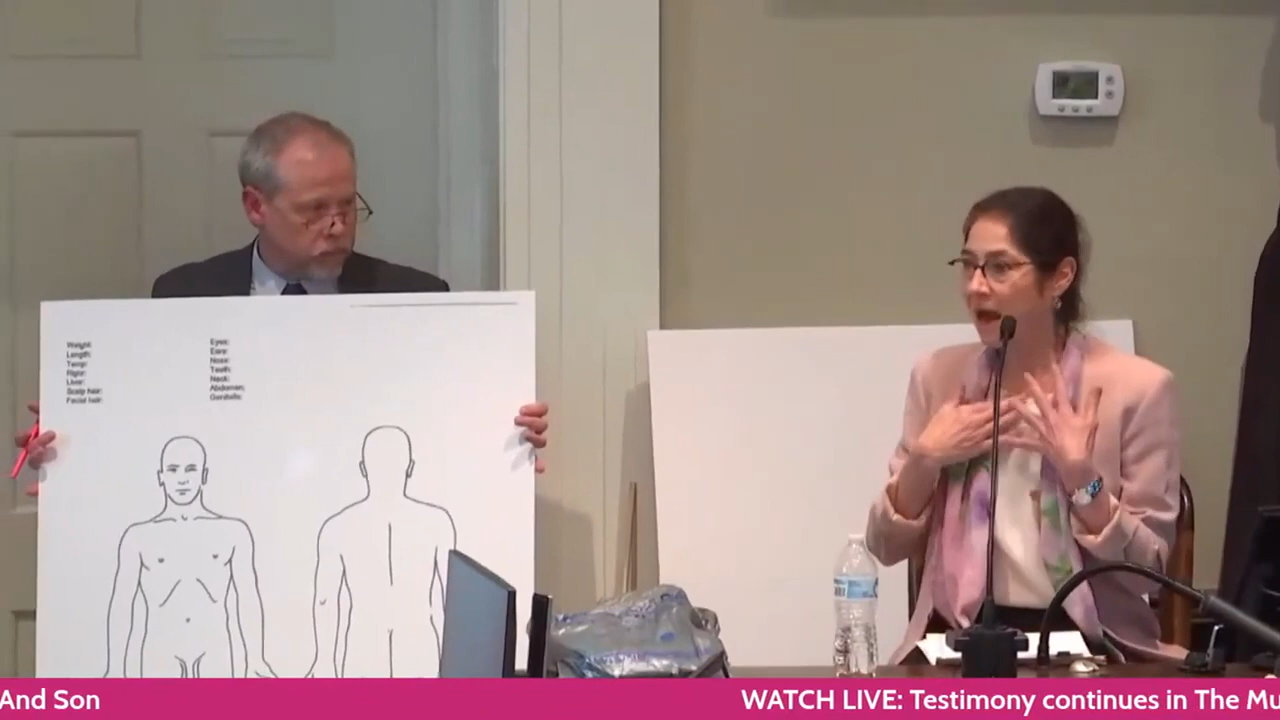 Weight:
Length:
Temp:
Rigor:
Liver:
Scalp hair:
Facial hair:
Eyes:
Ears:
Nose:
Teeth:
Neck:
Abdomen:
Genitalia:
And Son
WATCH LIVE: Testimony continues in The Mu